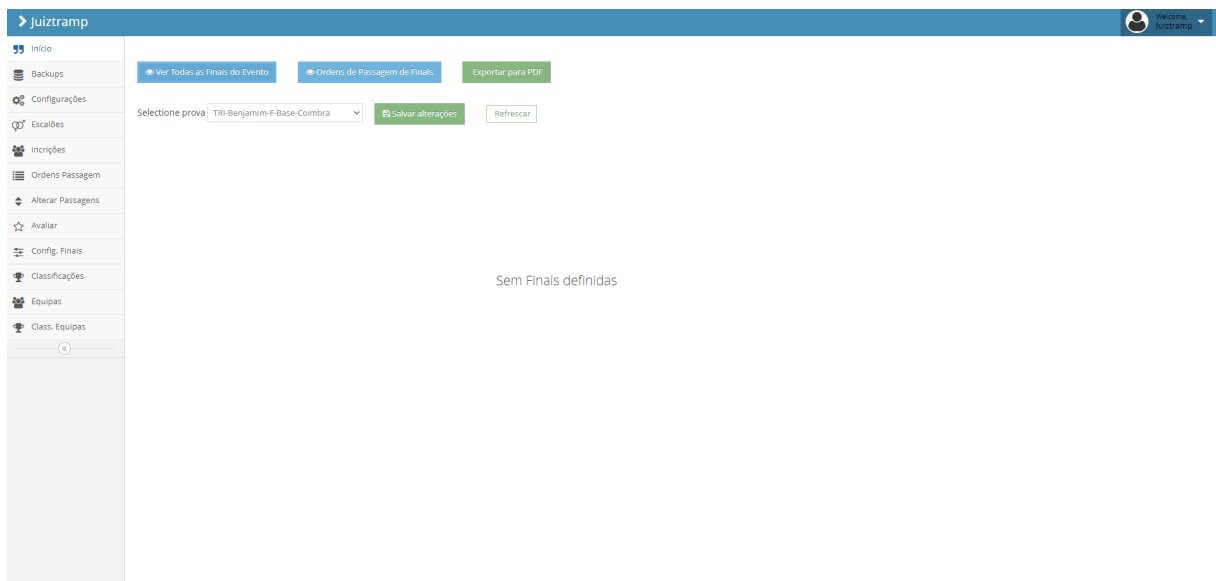 Juiztramp
Welcome,
Juiztramp
Início
Backups
Configurações
Escalões
Incrições
Ordens Passagem
Alterar Passagens
Avaliar
Config. Finais
Classificações
Equipas
Class. Equipas
Ver Todas as Finais do Evento
Ordens de Passagem de Finais
Exportar para PDF
Selectione prova TRI-Benjamim-F-Base-Coimbra Salvar alterações Refrescar
Sem Finais definidas